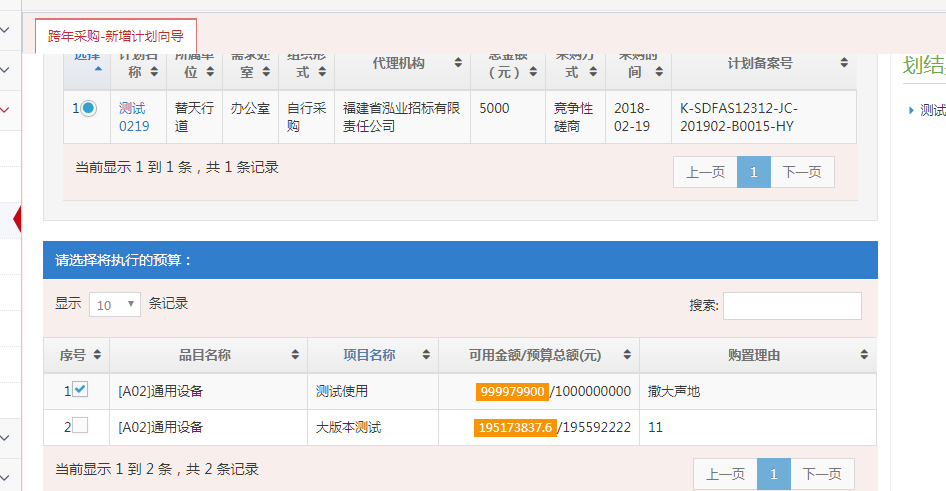 跨年采购-新增计划向导
选择 计划名称 所属单位 需求处室 组织形式 代理机构 总金额（元） 采购方式 采购时间 计划备案号
1 测试0219 替天行道 办公室 自行采购 福建省泓业招标有限责任公司 5000 竞争性磋商 2018-02-19 K-SDFAS12312-JC-201902-B0015-HY
当前显示 1 到 1 条，共 1 条记录 上一页 1 下一页
划结
测试
请选择将执行的预算：
显示 10 条记录 搜索:
序号 品目名称 项目名称 可用金额/预算总额(元) 购置理由
1 [A02]通用设备 测试使用 999979900/1000000000 撒大声地
2 [A02]通用设备 大版本测试 195173837.6/195592222 11
当前显示 1 到 2 条，共 2 条记录 上一页 1 下一页